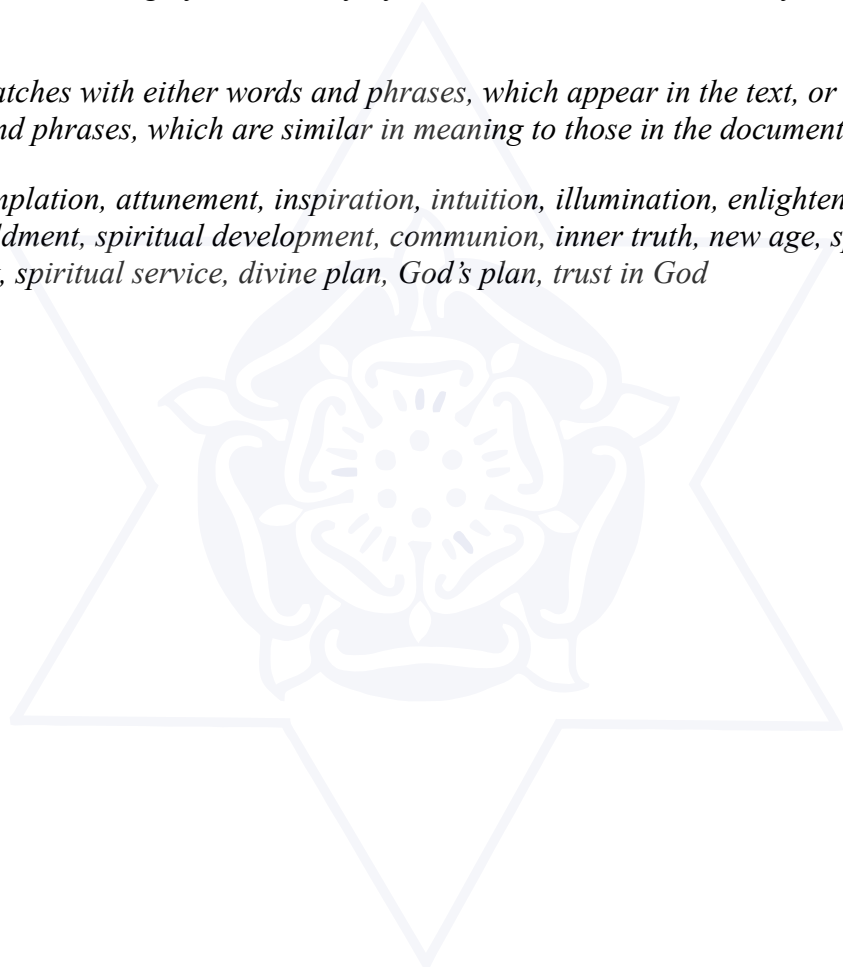 atches with either words and phrases, which appear in the text, or
nd phrases, which are similar in meaning to those in the document
nplation, attunement, inspiration, intuition, illumination, enlighten
ldment, spiritual development, communion, inner truth, new age, s
, spiritual service, divine plan, God’s plan, trust in God